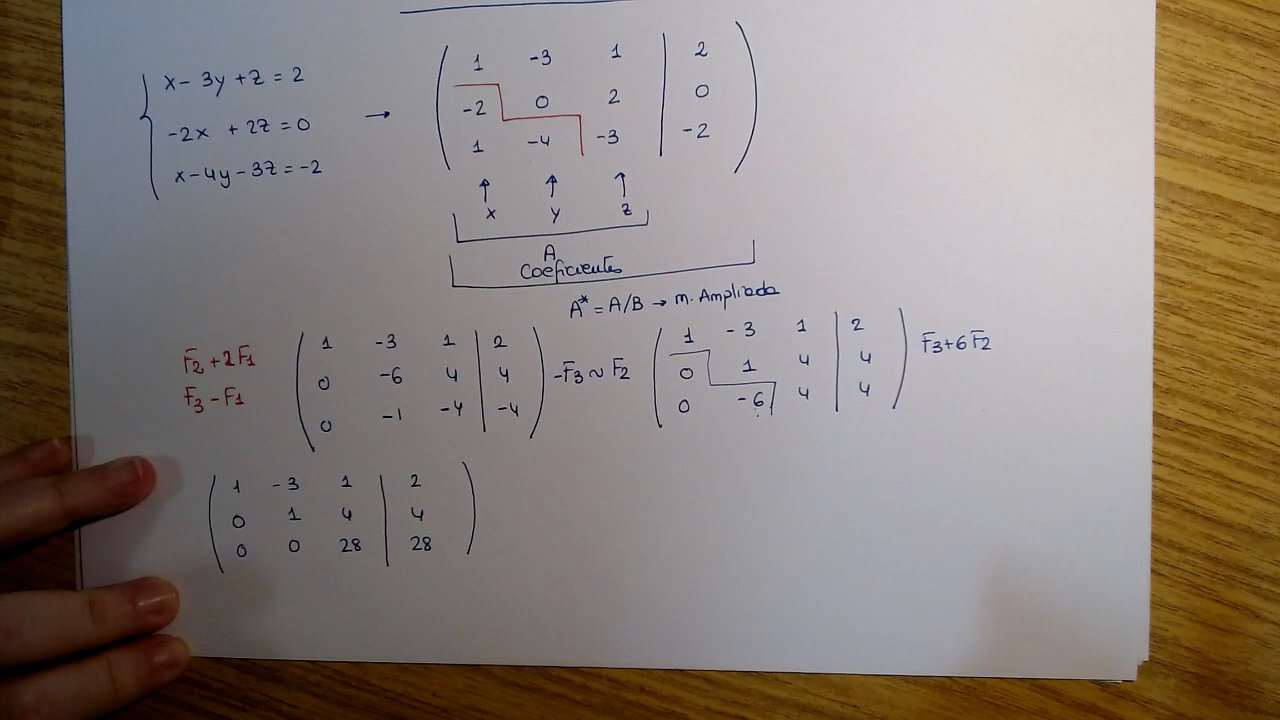 x - 3y + z = 2
-2x + 2z = 0
x - 4y - 3z = -2
→
1 -3 1 | 2
-2 0 2 | 0
1 -4 -3 | -2
↑ ↑ ↑
x y z
A
Coeficientes
A* = A/B → m. Ampliada
F2 + 2F1
F3 - F1
1 -3 1 | 2
0 -6 4 | 4
0 -1 -4 | -4
-F3 ~ F2
1 -3 1 | 2
0 1 4 | 4
0 -6 4 | 4
F3 + 6F2
1 -3 1 | 2
0 1 4 | 4
0 0 28 | 28